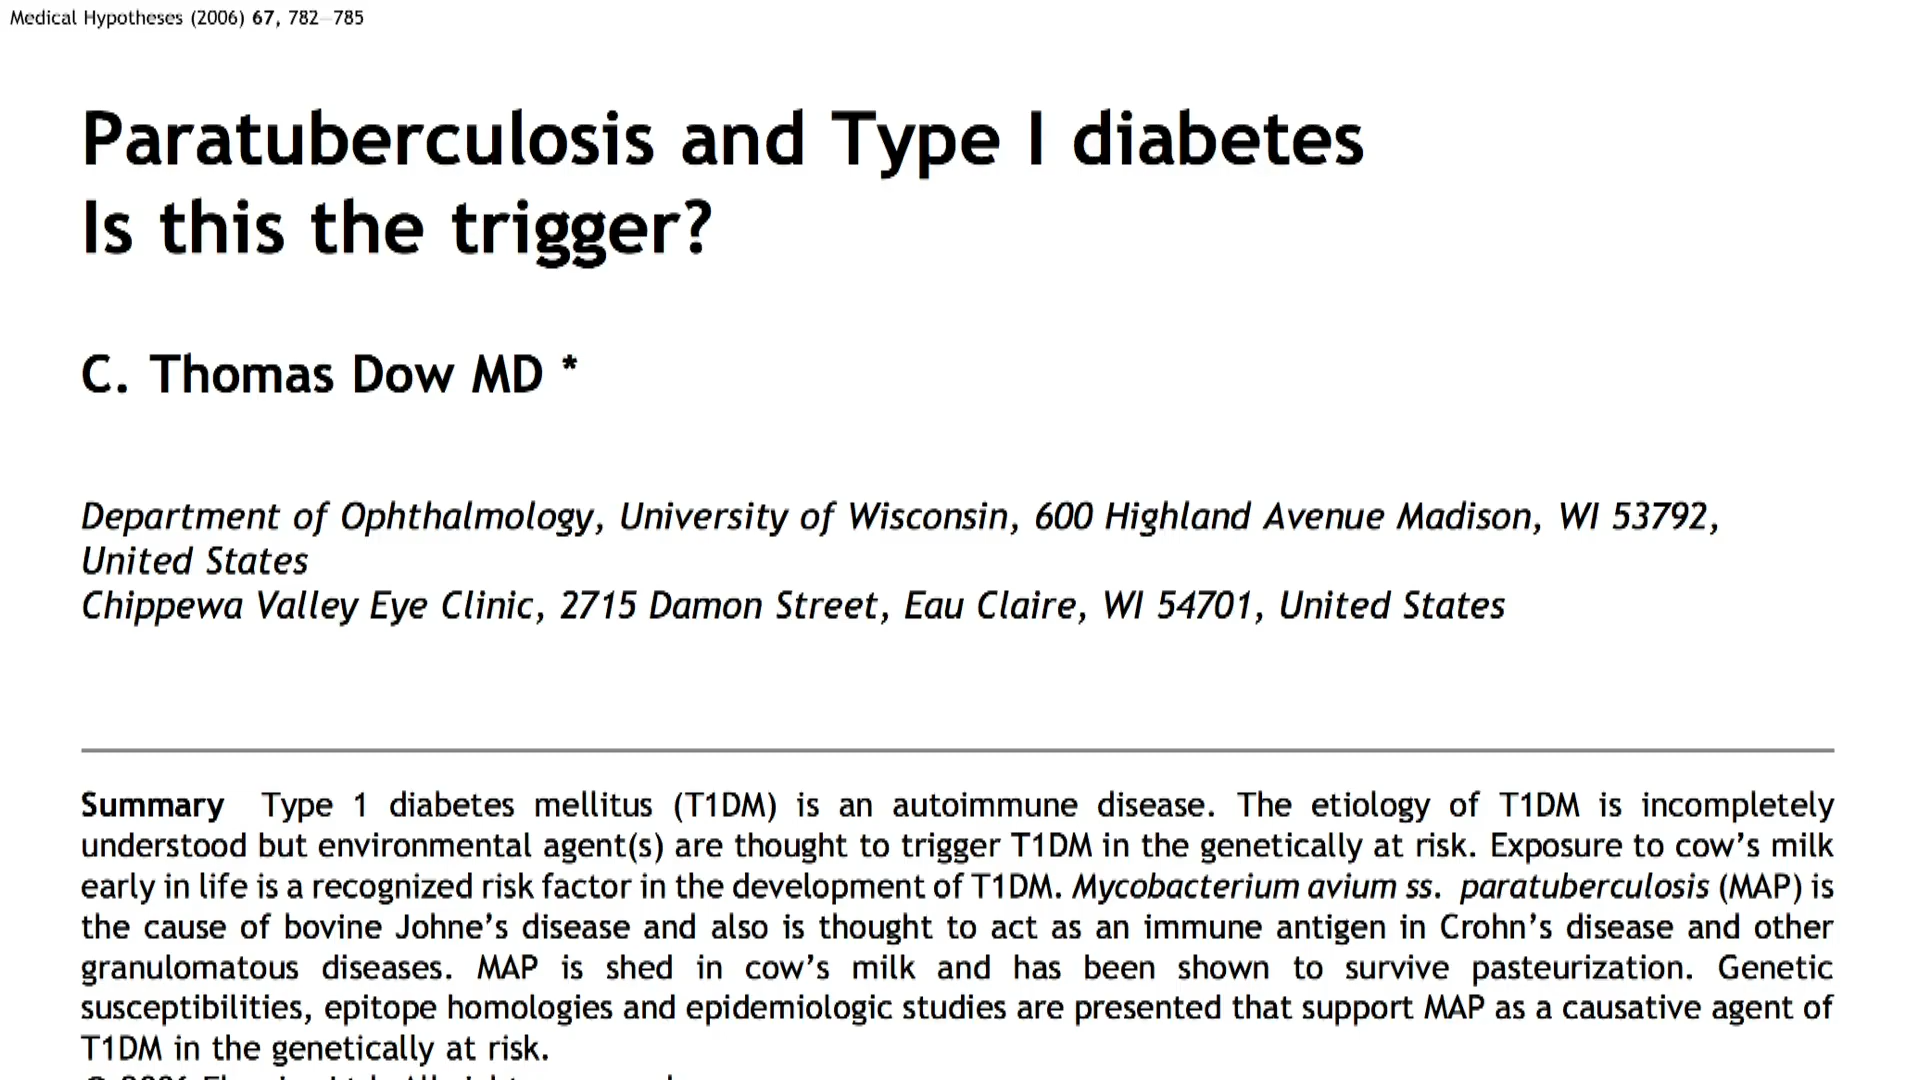 Medical Hypotheses (2006) 67, 782–785
Paratuberculosis and Type I diabetes
Is this the trigger?
C. Thomas Dow MD *
Department of Ophthalmology, University of Wisconsin, 600 Highland Avenue Madison, WI 53792,
United States
Chippewa Valley Eye Clinic, 2715 Damon Street, Eau Claire, WI 54701, United States
Summary Type 1 diabetes mellitus (T1DM) is an autoimmune disease. The etiology of T1DM is incompletely
understood but environmental agent(s) are thought to trigger T1DM in the genetically at risk. Exposure to cow's milk
early in life is a recognized risk factor in the development of T1DM. Mycobacterium avium ss. paratuberculosis (MAP) is
the cause of bovine Johne's disease and also is thought to act as an immune antigen in Crohn's disease and other
granulomatous diseases. MAP is shed in cow's milk and has been shown to survive pasteurization. Genetic
susceptibilities, epitope homologies and epidemiologic studies are presented that support MAP as a causative agent of
T1DM in the genetically at risk.